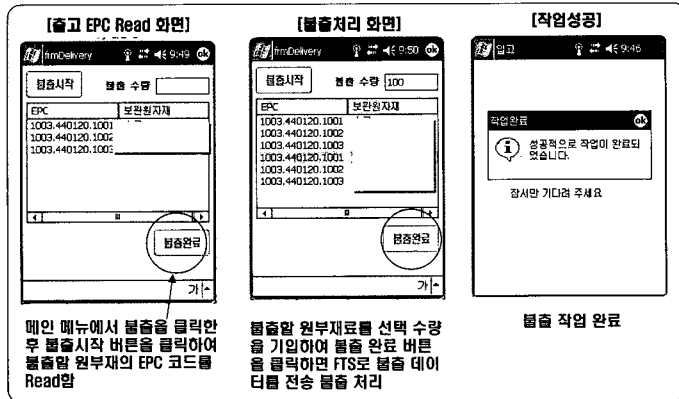 [출고 EPC Read 화면]
frmDelivery 9:49 ok
불출시작 불출 수량
EPC 보관원자재
1003.440120.1001
1003.440120.1002
1003.440120.1003
불출완료
가
메인 메뉴에서 불출을 클릭한
후 불출시작 버튼을 클릭하여
불출할 원부재의 EPC 코드를
Read함
[불출처리 화면]
frmDelivery 9:50 ok
불출시작 불출 수량 100
EPC 보관원자재
1003.440120.1001
1003.440120.1002
1003.440120.1003
1003.440120.1001
1003.440120.1002
1003.440120.1003
불출완료
가
불출할 원부재료를 선택 수량
을 기입하여 불출 완료 버튼
을 클릭하면 FTS로 불출 데이
터를 전송 불출 처리
[작업성공]
입고 9:46
작업완료 ok
성공적으로 작업이 완료되
었습니다.
잠시만 기다려 주세요
불출 작업 완료